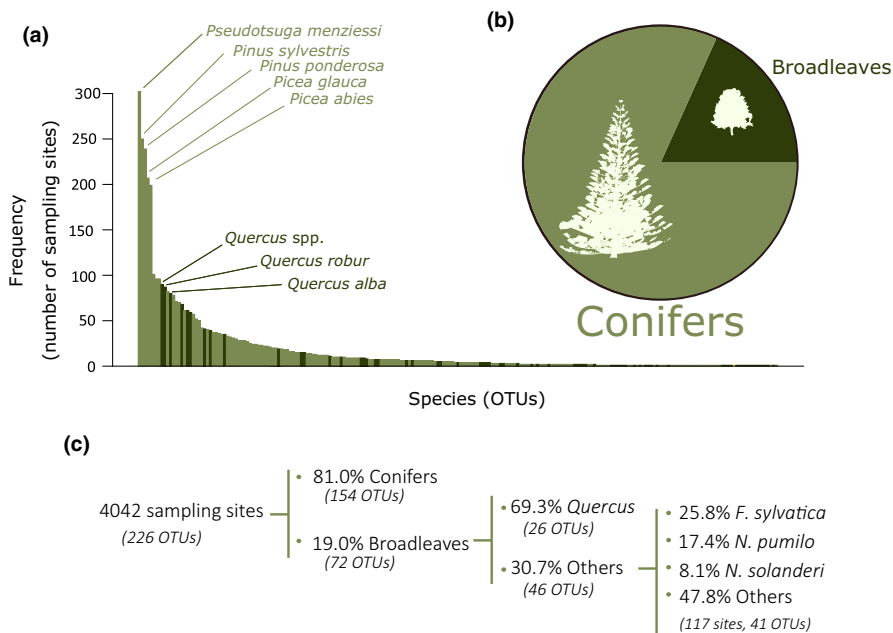 (a)
Pseudotsuga menziessi
Pinus sylvestris
Pinus ponderosa
Picea glauca
Picea abies
Frequency
(number of sampling sites)
300
250
200
150
100
50
0
Quercus spp.
Quercus robur
Quercus alba
Species (OTUs)
(b)
Broadleaves
Conifers
(c)
4042 sampling sites
(226 OTUs)
• 81.0% Conifers
(154 OTUs)
• 19.0% Broadleaves
(72 OTUs)
• 69.3% Quercus
(26 OTUs)
• 30.7% Others
(46 OTUs)
• 25.8% F. sylvatica
• 17.4% N. pumilo
• 8.1% N. solanderi
• 47.8% Others
(117 sites, 41 OTUs)